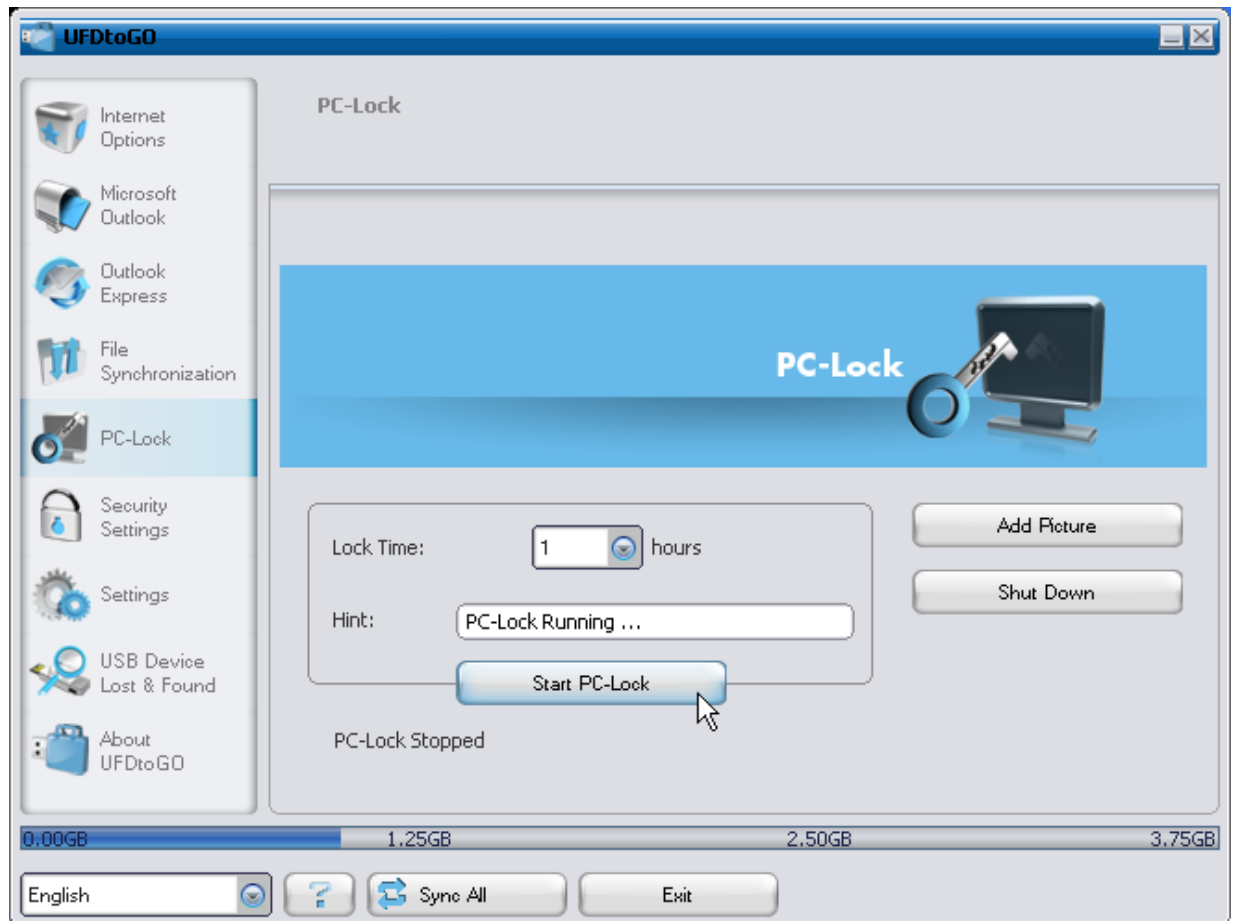 UFDtoGO
Internet
Options
Microsoft
Outlook
Outlook
Express
File
Synchronization
PC-Lock
Security
Settings
Settings
USB Device
Lost & Found
About
UFDtoGO
PC-Lock
PC-Lock
Lock Time:
1
hours
Hint:
PC-Lock Running ...
Start PC-Lock
PC-Lock Stopped
Add Picture
Shut Down
0.00GB
1.25GB
2.50GB
3.75GB
English
?
Sync All
Exit